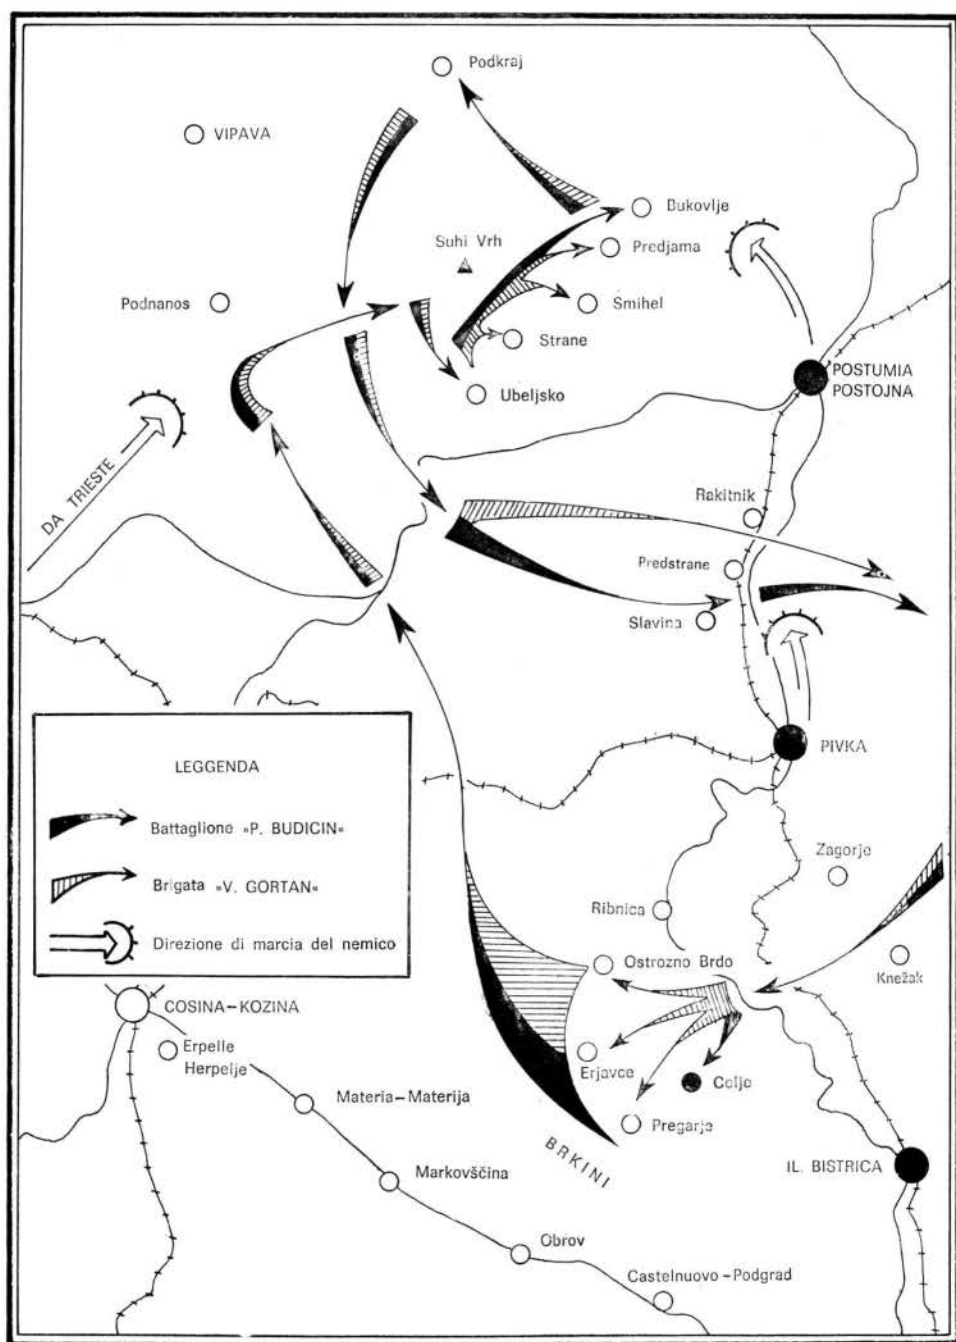 Podkraj
VIPAVA
Bukovlje
Suhi Vrh
Predjama
Podnanos
Smihel
Strane
POSTUMIA
POSTOJNA
Ubeljsko
DA TRIESTE
Rakitnik
Predstrane
Slavina
PIVKA
LEGGENDA
Battaglione »P. BUDICIN«
Brigata »V. GORTAN«
Direzione di marcia del nemico
Zagorje
Ribnica
Knežak
Ostrozno Brdo
COSINA–KOZINA
Erpelle
Herpelje
Erjavce
Celje
Materia–Materija
Pregarje
BRKINI
Markovščina
IL. BISTRICA
Obrov
Castelnuovo–Podgrad